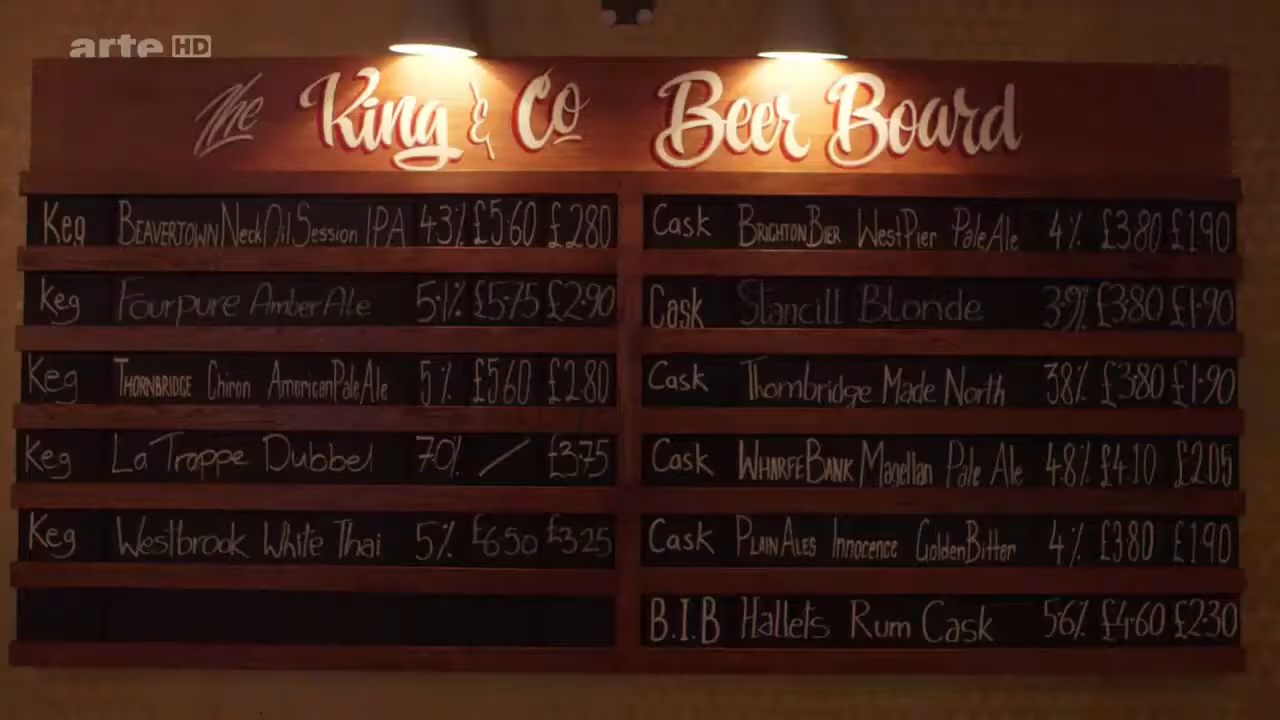 arte HD
The King & Co Beer Board
Keg BEAVERTOWN Neck Oil Session IPA 4.3% £5.60 £2.80
Keg Fourpure Amber Ale 5.1% £5.75 £2.90
Keg THORNBRIDGE Chiron American Pale Ale 5% £5.60 £2.80
Keg La Trappe Dubbel 7.0% / £3.75
Keg Westbrook White Thai 5% £6.50 £3.25
Cask BRIGHTON BIER West Pier Pale Ale 4% £3.80 £1.90
Cask Stancill Blonde 3.9% £3.80 £1.90
Cask Thornbridge Made North 3.8% £3.80 £1.90
Cask WHARFEBANK Magellan Pale Ale 4.8% £4.10 £2.05
Cask PLAIN ALES Innocence Golden Bitter 4% £3.80 £1.90
B.I.B Hallets Rum Cask 5.6% £4.60 £2.30